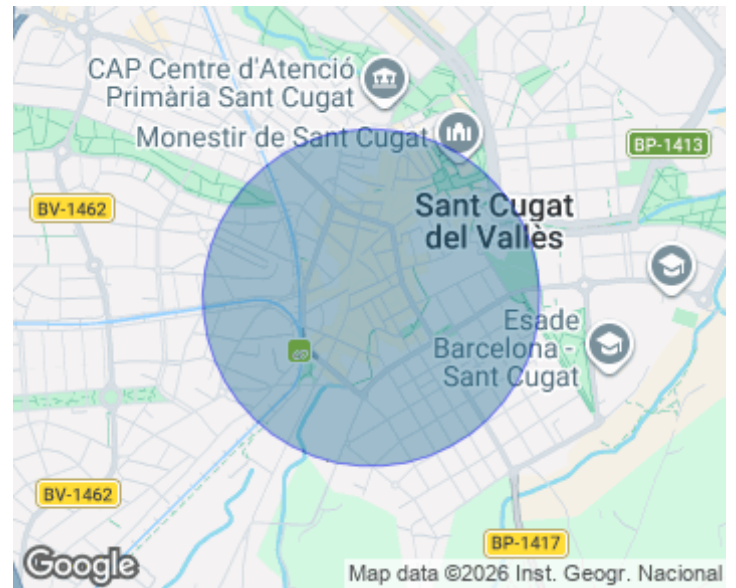 CAP Centre d'Atenció
Primària Sant Cugat
Monestir de Sant Cugat
BP-1413
BV-1462
Sant Cugat
del Vallès
Esade
Barcelona -
Sant Cugat
BV-1462
BP-1417
Google
Map data ©2026 Inst. Geogr. Nacional